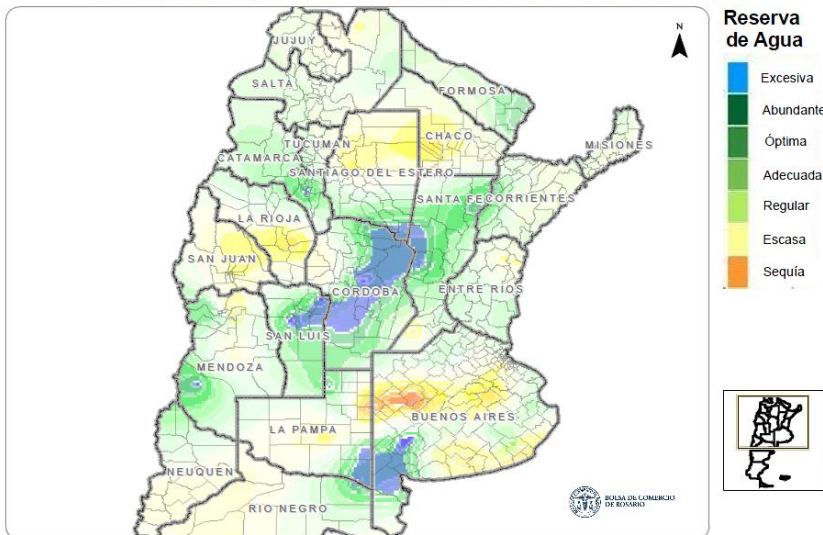 Reserva
de Agua
N
Excesiva
Abundante
Óptima
Adecuada
Regular
Escasa
Sequía
JUJUY
SALTA
FORMOSA
TUCUMAN
CHACO
MISIONES
CATAMARCA
SANTIAGO DEL ESTERO
SANTA FE
CORRIENTES
LA RIOJA
SAN JUAN
CORDOBA
ENTRE RIOS
SAN LUIS
MENDOZA
BUENOS AIRES
LA PAMPA
NEUQUEN
RIO NEGRO
BOLSA DE COMERCIO
DE ROSARIO